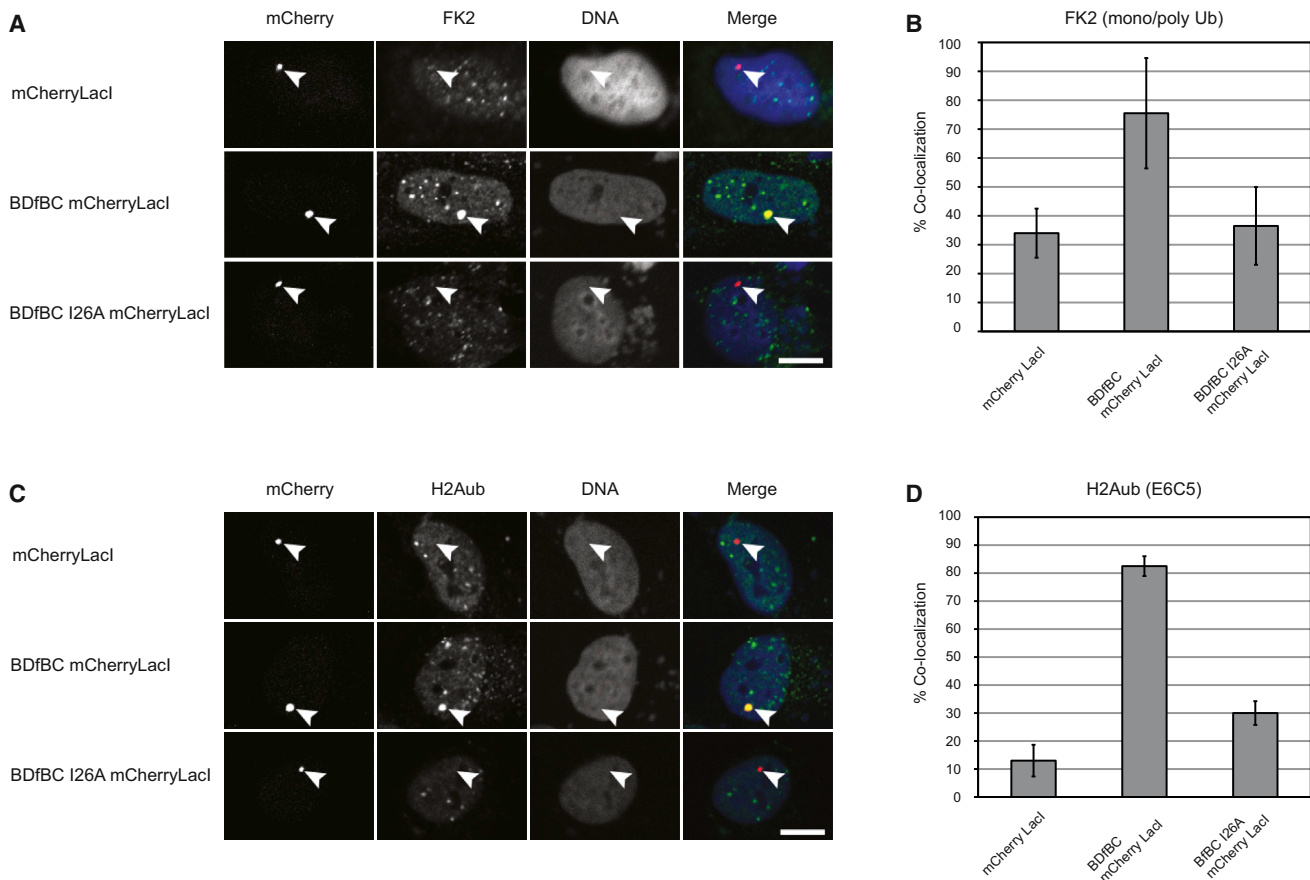 A
mCherry FK2 DNA Merge
mCherryLacI
BDfBC mCherryLacI
BDfBC I26A mCherryLacI
B
FK2 (mono/poly Ub)
% Co-localization
100
90
80
70
60
50
40
30
20
10
0
mCherry LacI
BDfBC
mCherry LacI
BDfBC I26A
mCherry LacI
C
mCherry H2Aub DNA Merge
mCherryLacI
BDfBC mCherryLacI
BDfBC I26A mCherryLacI
D
H2Aub (E6C5)
% Co-localization
100
90
80
70
60
50
40
30
20
10
0
mCherry LacI
BDfBC
mCherry LacI
BfBC I26A
mCherry LacI